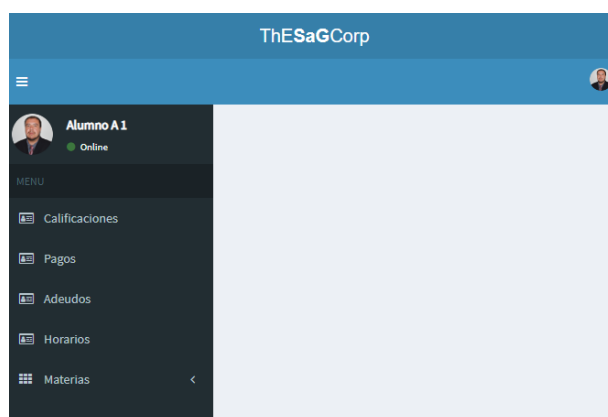 ThESaGCorp
Alumno A 1
Online
MENU
Calificaciones
Pagos
Adeudos
Horarios
Materias